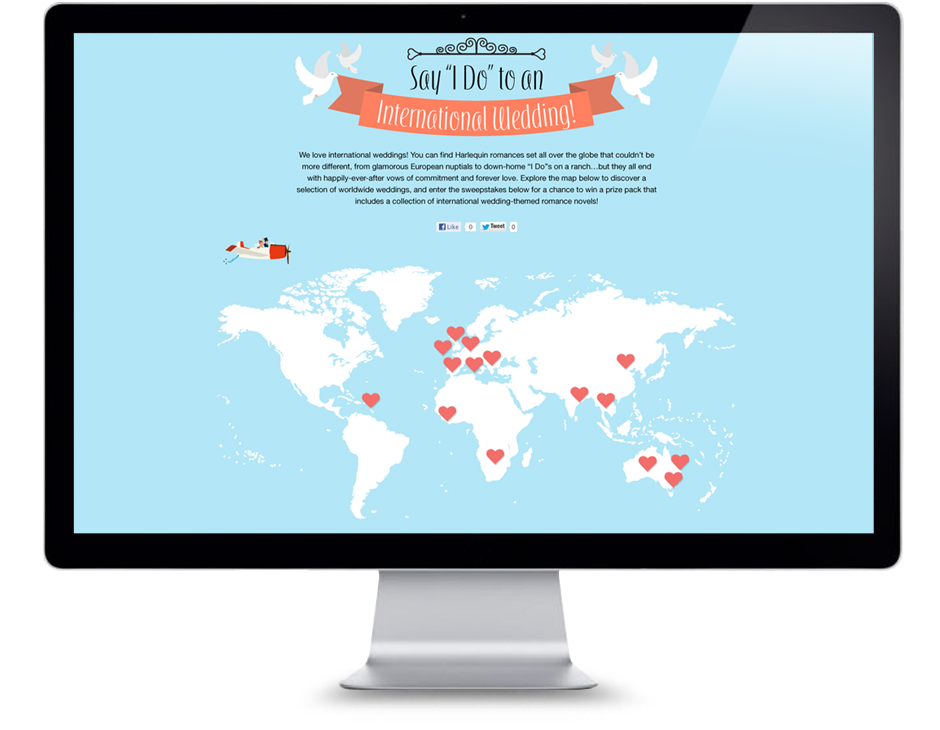 Say “I Do” to an
International Wedding!
We love international weddings! You can find Harlequin romances set all over the globe that couldn't be
more different, from glamorous European nuptials to down-home “I Do”s on a ranch...but they all end
with happily-ever-after vows of commitment and forever love. Explore the map below to discover a
selection of worldwide weddings, and enter the sweepstakes below for a chance to win a prize pack that
includes a collection of international wedding-themed romance novels!
Like 0 Tweet 0